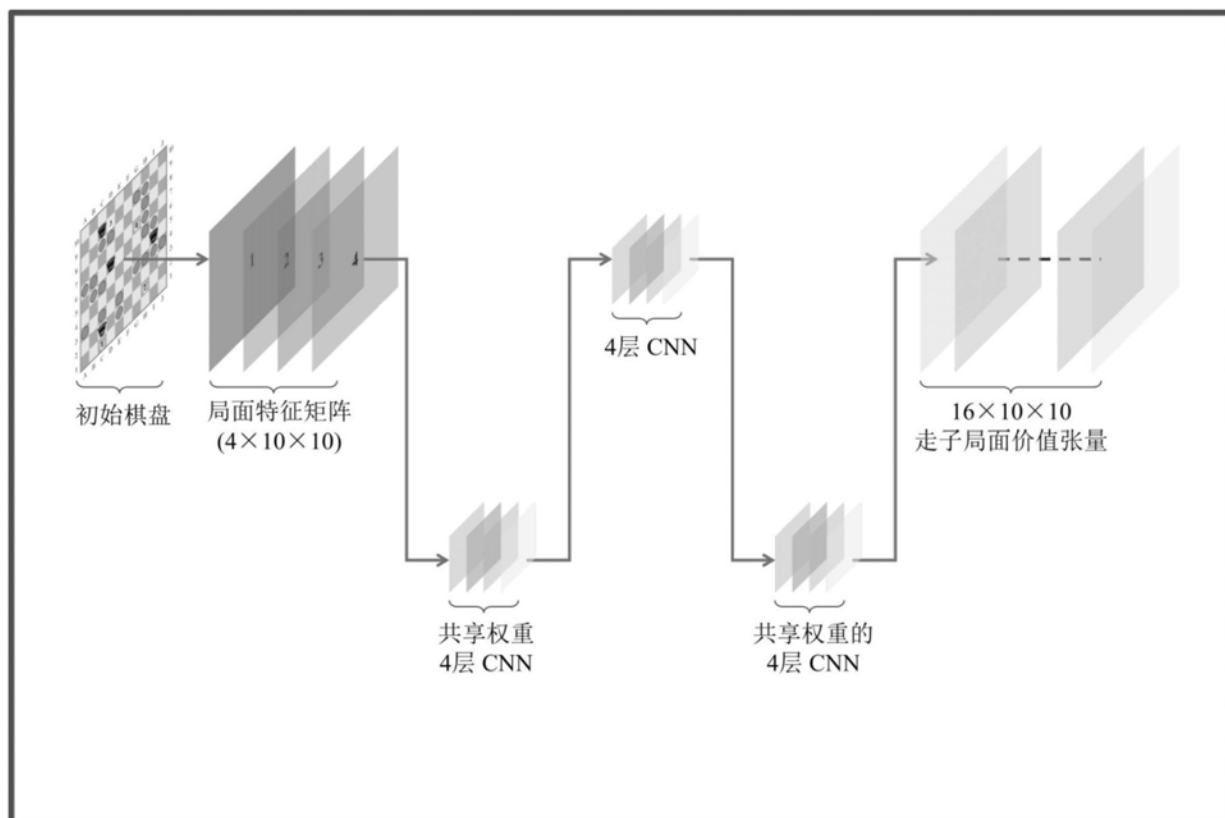 1 2 3 4
初始棋盘
局面特征矩阵
(4×10×10)
共享权重
4层 CNN
4层 CNN
共享权重的
4层 CNN
16×10×10
走子局面价值张量